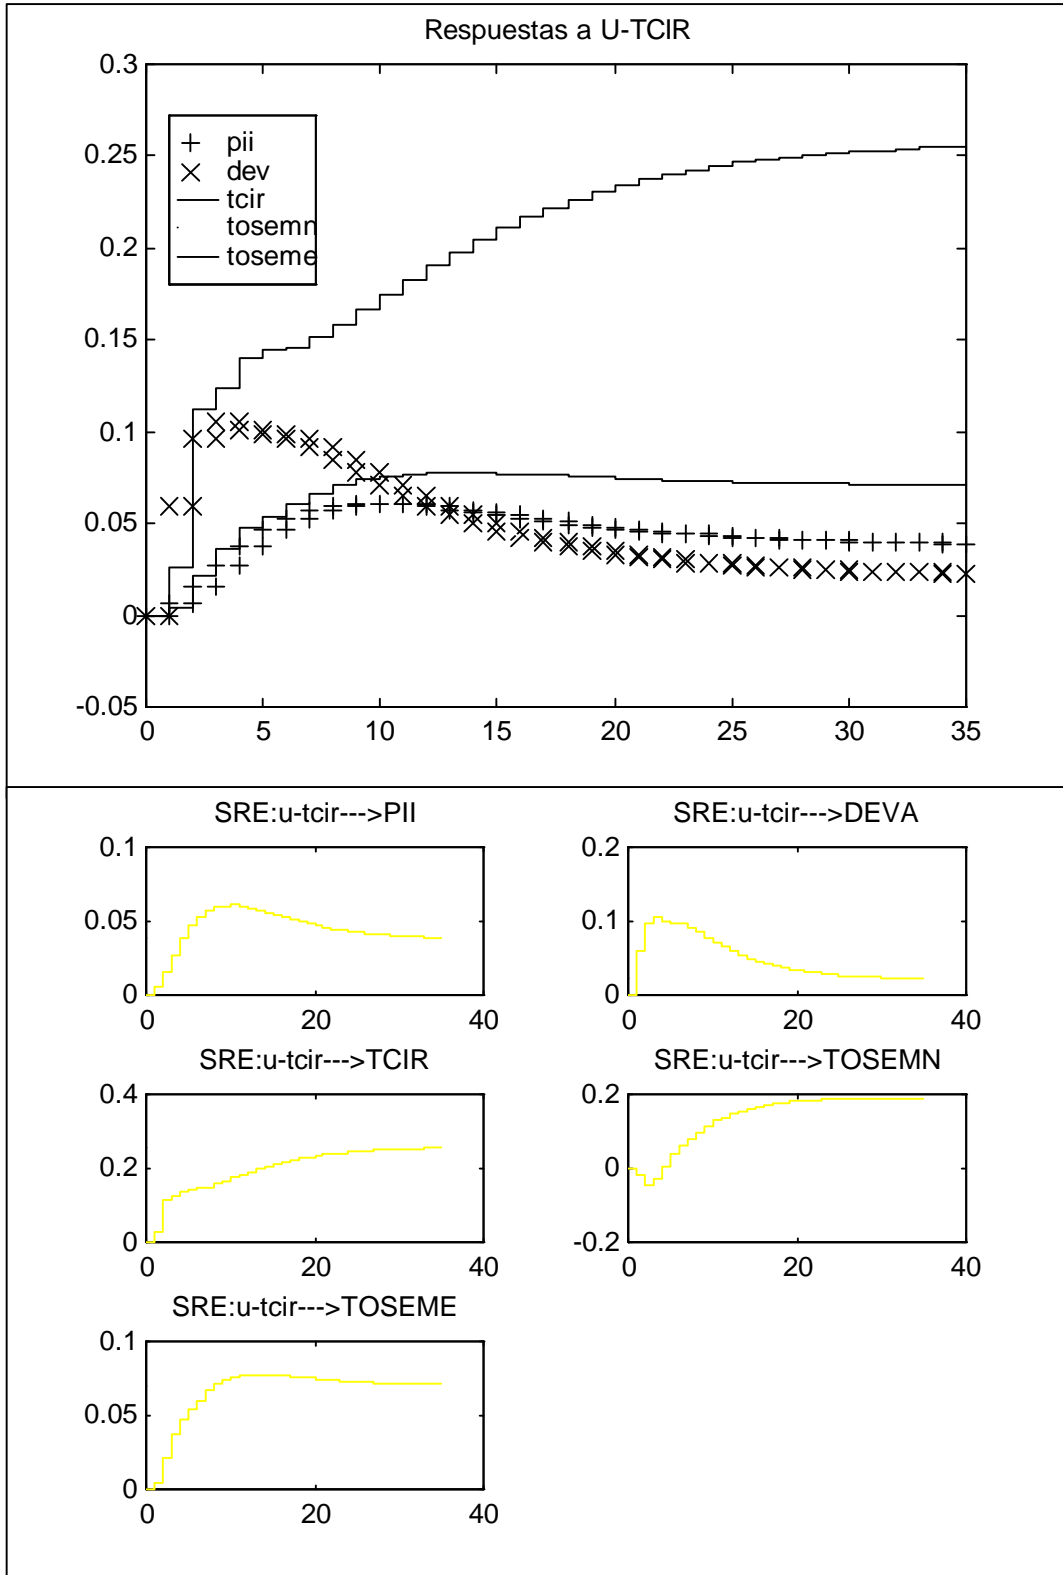 Respuestas a U-TCIR
0.3
0.25
0.2
0.15
0.1
0.05
0
-0.05
pii
dev
tcir
tosemn
toseme
0 5 10 15 20 25 30 35
SRE:u-tcir--->PII
0.1
0.05
0
0 20 40
SRE:u-tcir--->DEVA
0.2
0.1
0
0 20 40
SRE:u-tcir--->TCIR
0.4
0.2
0
0 20 40
SRE:u-tcir--->TOSEMN
0.2
0
-0.2
0 20 40
SRE:u-tcir--->TOSEME
0.1
0.05
0
0 20 40